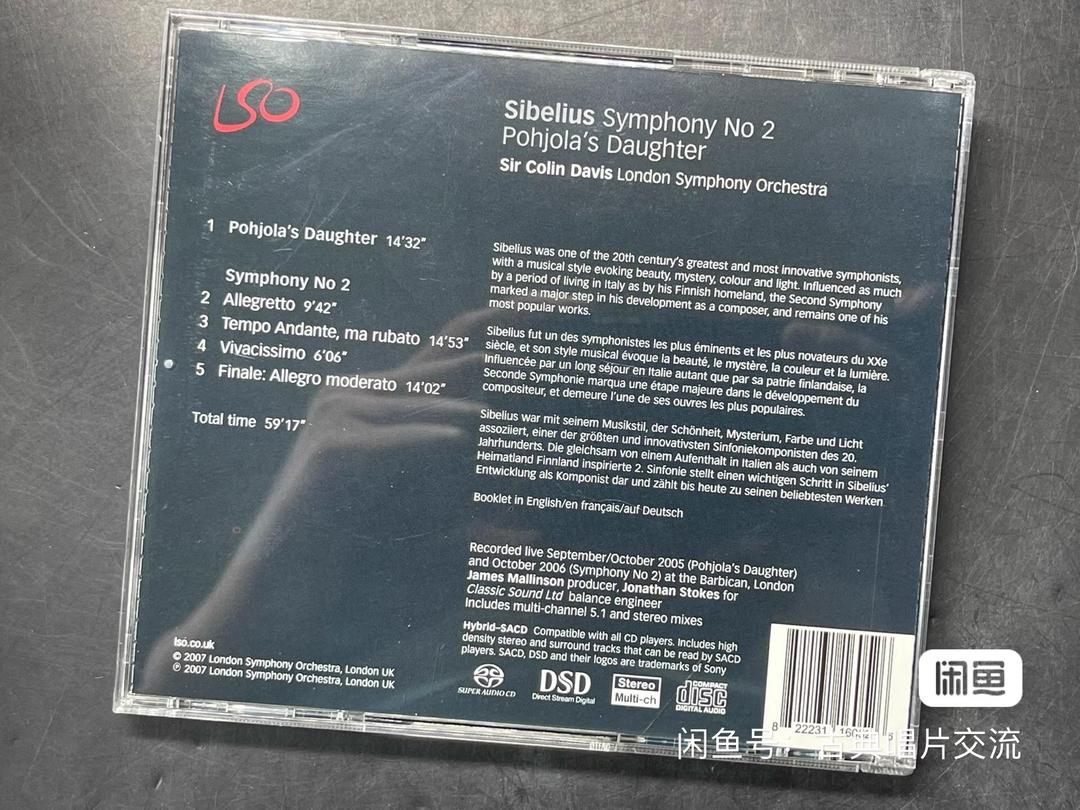 LSO
Sibelius Symphony No 2
Pohjola's Daughter
Sir Colin Davis London Symphony Orchestra
1 Pohjola's Daughter 14'32"
Symphony No 2
2 Allegretto 9'42"
3 Tempo Andante, ma rubato 14'53"
4 Vivacissimo 6'06"
5 Finale: Allegro moderato 14'02"
Total time 59'17"
Sibelius was one of the 20th century's greatest and most innovative symphonists,
with a musical style evoking beauty, mystery, colour and light. Influenced as much
by a period of living in Italy as by his Finnish homeland, the Second Symphony
marked a major step in his development as a composer, and remains one of his
most popular works.
Sibelius fut un des symphonistes les plus éminents et les plus novateurs du XXe
siècle, et son style musical évoque la beauté, le mystère, la couleur et la lumière.
Influencée par un long séjour en Italie autant que par sa patrie finlandaise, la
Seconde Symphonie marqua une étape majeure dans le développement du
compositeur, et demeure l'une de ses ouvres les plus populaires.
Sibelius war mit seinem Musikstil, der Schönheit, Mysterium, Farbe und Licht
assoziiert, einer der größten und innovativsten Sinfoniekomponisten des 20.
Jahrhunderts. Die gleichsam von einem Aufenthalt in Italien als auch von seinem
Heimatland Finnland inspirierte 2. Sinfonie stellt einen wichtigen Schritt in Sibelius'
Entwicklung als Komponist dar und zählt bis heute zu seinen beliebtesten Werken.
Booklet in English/en français/auf Deutsch
Recorded live September/October 2005 (Pohjola's Daughter)
and October 2006 (Symphony No 2) at the Barbican, London
James Mallinson producer, Jonathan Stokes for
Classic Sound Ltd balance engineer
Includes multi-channel 5.1 and stereo mixes
Hybrid-SACD Compatible with all CD players. Includes high
density stereo and surround tracks that can be read by SACD
players. SACD, DSD and their logos are trademarks of Sony
lso.co.uk
© 2007 London Symphony Orchestra, London UK
℗ 2007 London Symphony Orchestra, London UK
SUPER AUDIO CD
DSD
Direct Stream Digital
Stereo
Multi-ch
COMPACT
disc
DIGITAL AUDIO
8 22231
闲鱼
闲鱼号：古典唱片交流